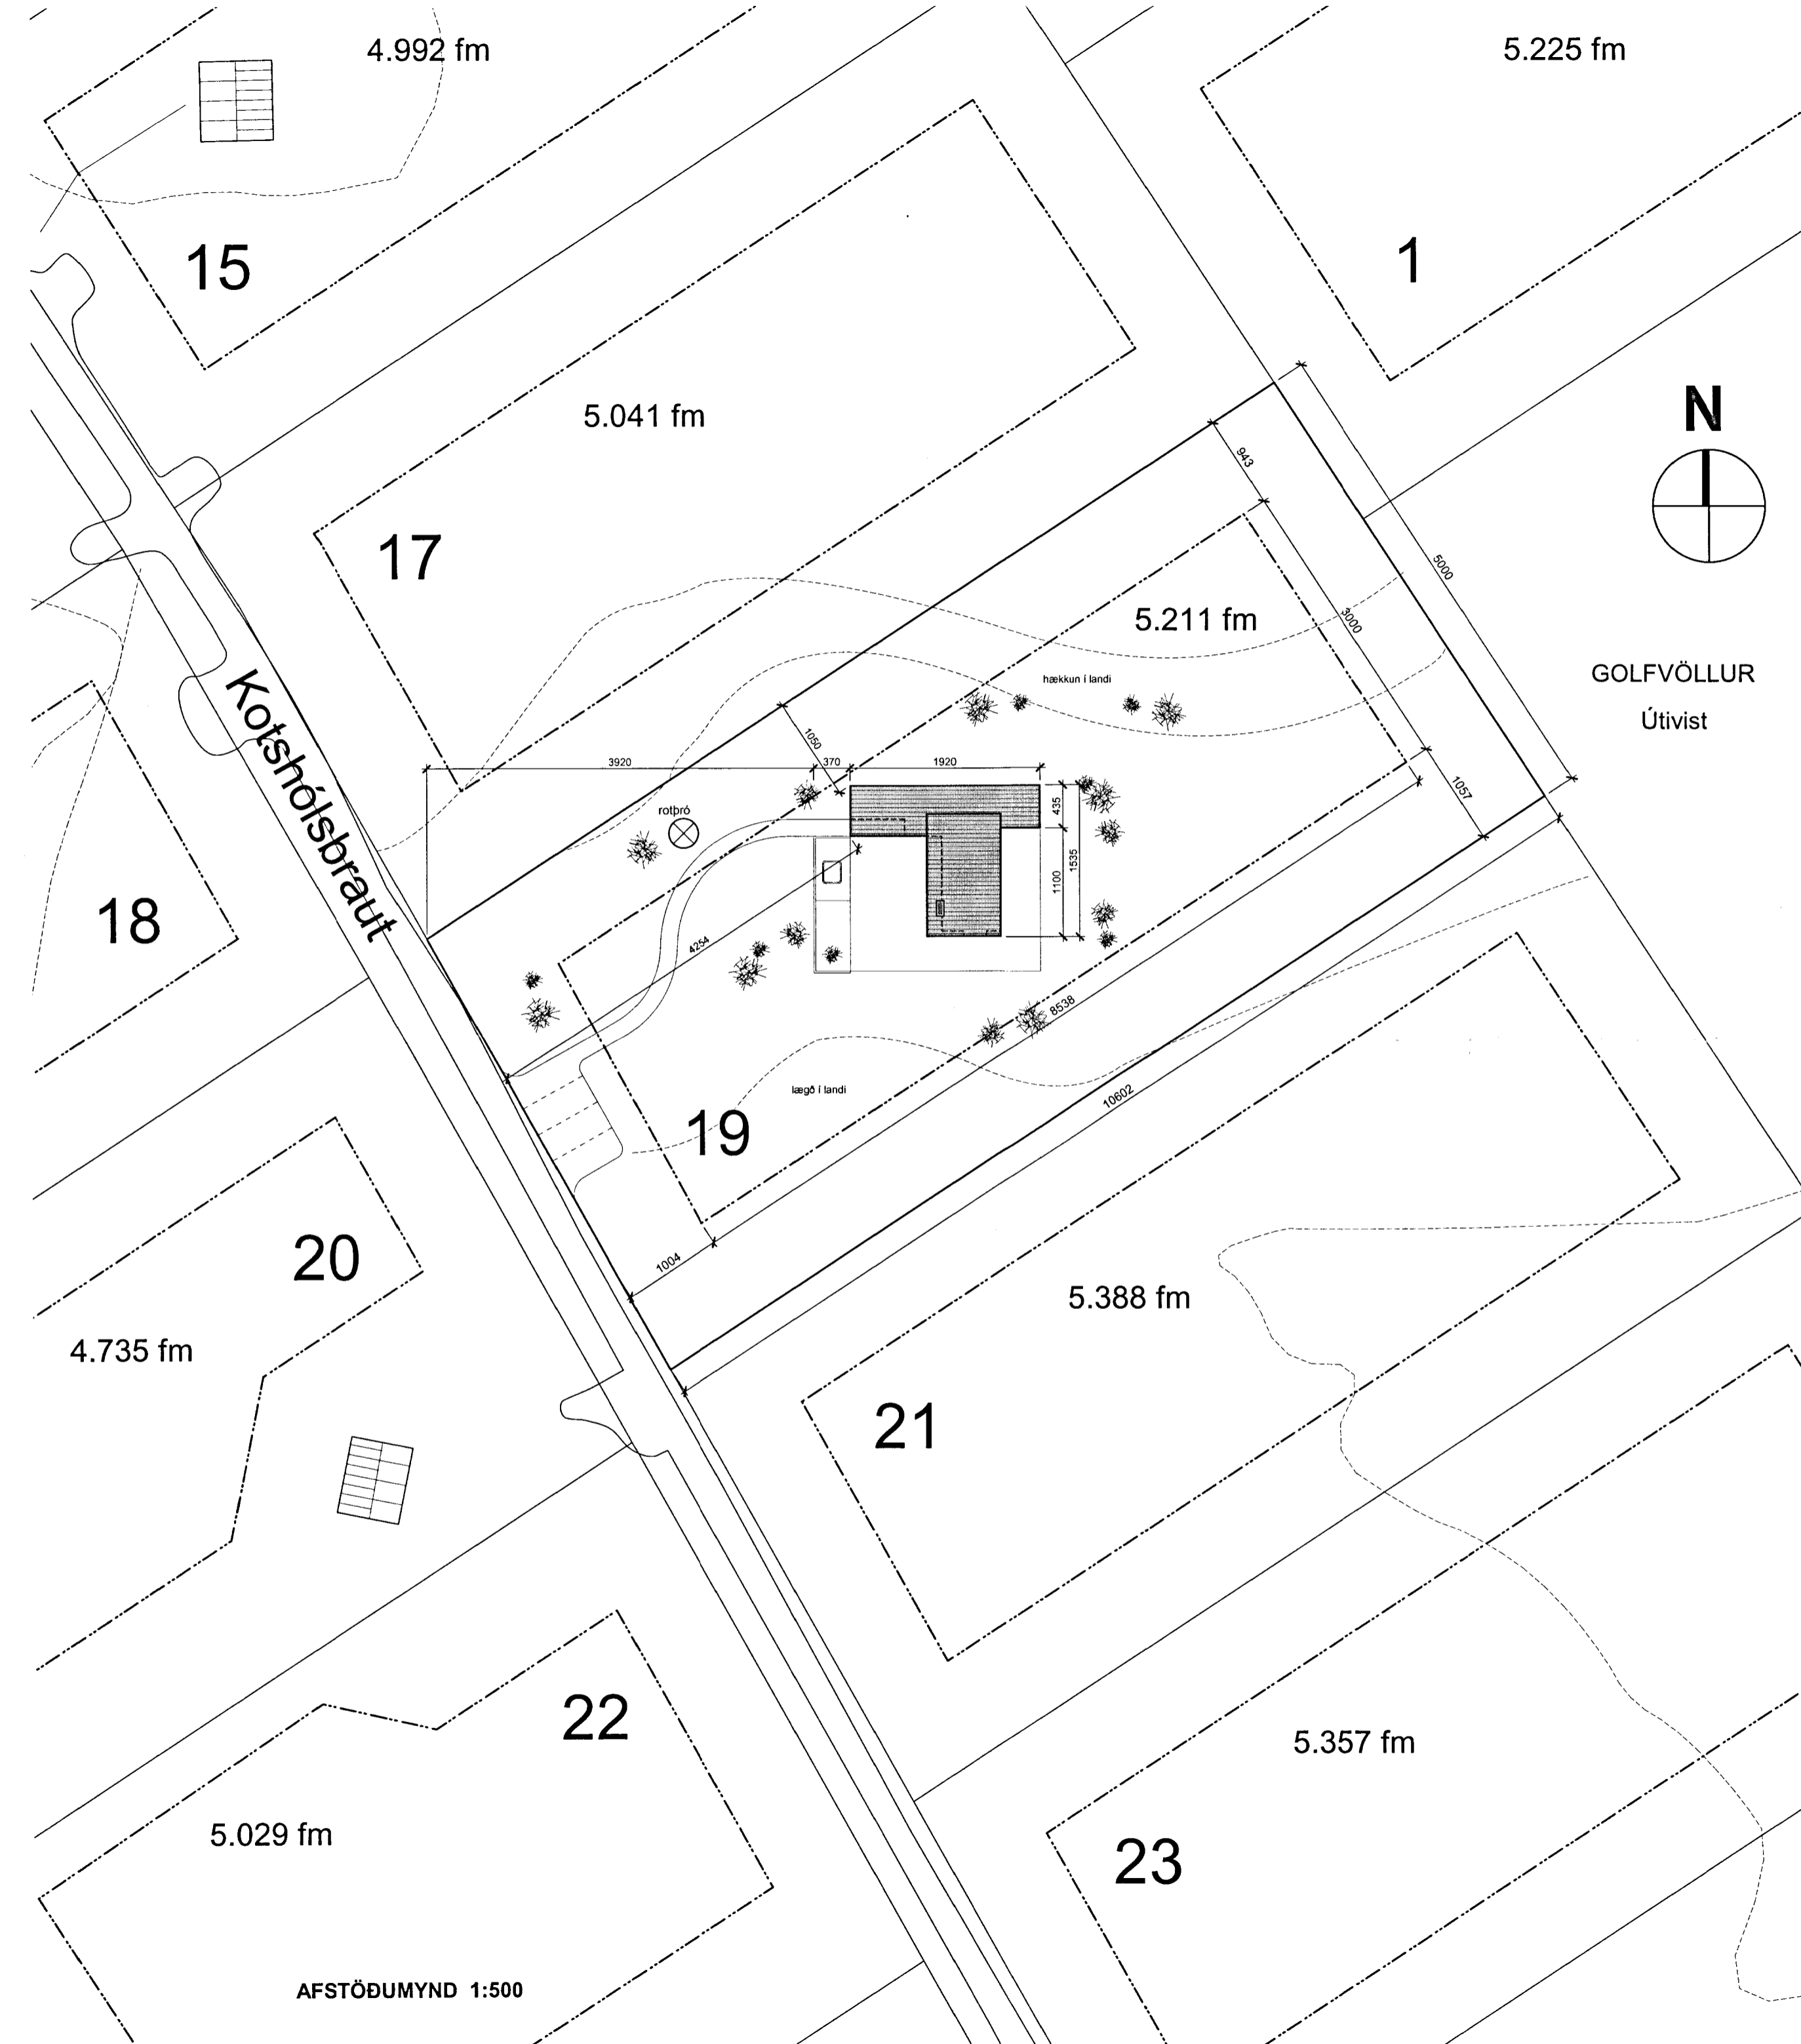 4.992 fm
5.225 fm
15
1
N
5.041 fm
943
17
5000
5.211 fm
3000
hækkun í landi
GOLFVÖLLUR
Útivist
Kotshólsbraut
1050
3920
370
1920
1057
435
rotþró
1535
1100
18
4254
8538
lægð í landi
10602
19
20
1004
5.388 fm
4.735 fm
21
22
5.357 fm
5.029 fm
23
AFSTÖÐUMYND 1:500